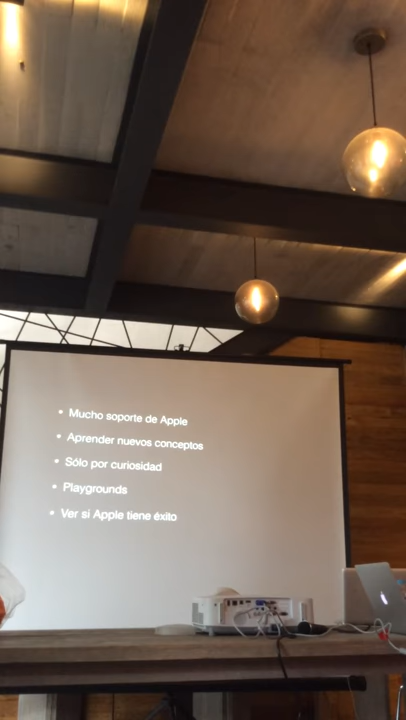 • Mucho soporte de Apple
• Aprender nuevos conceptos
• Sólo por curiosidad
• Playgrounds
• Ver si Apple tiene éxito